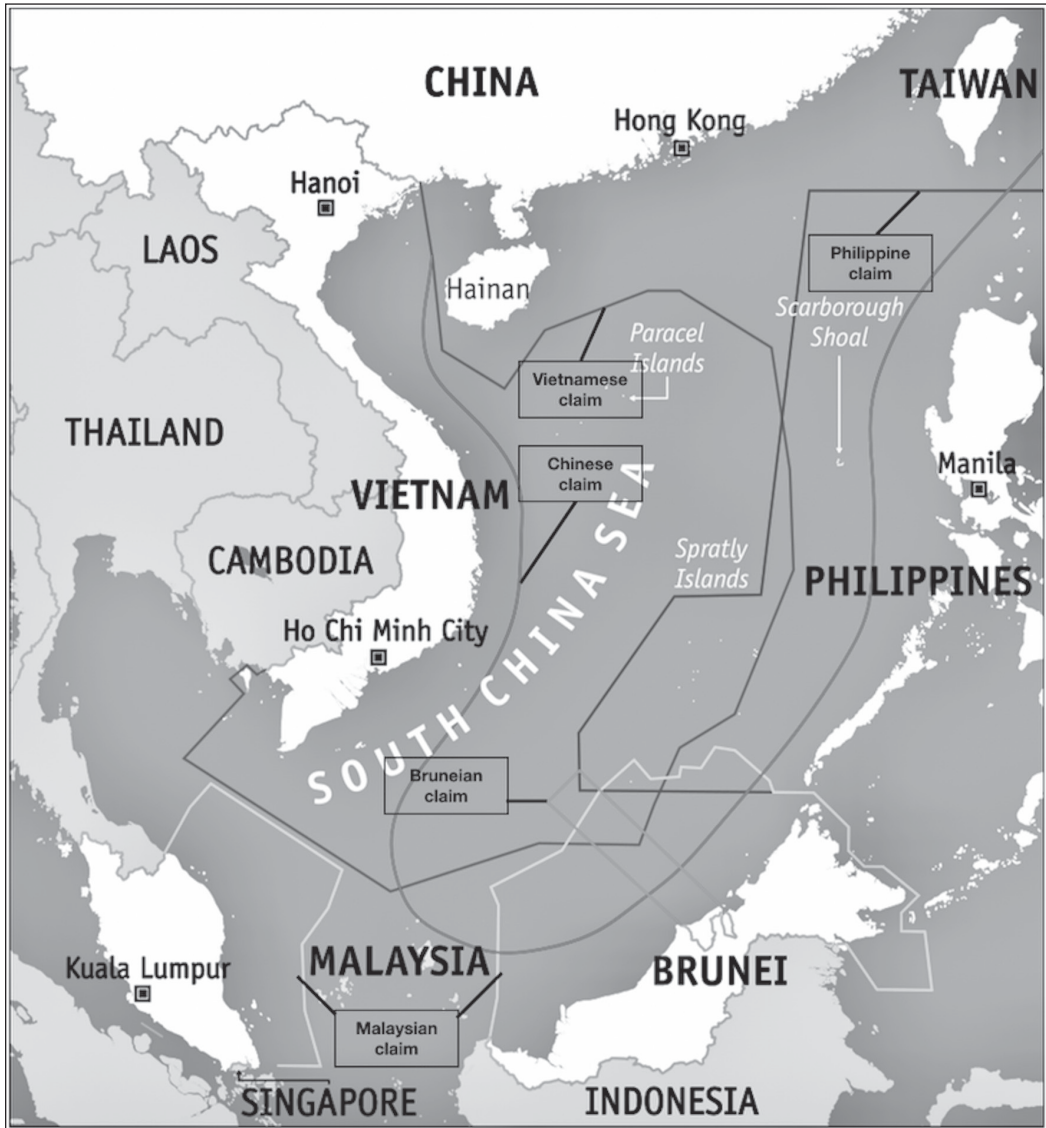 CHINA
TAIWAN
Hong Kong
Hanoi
LAOS
Philippine
claim
Hainan
Scarborough
Shoal
Paracel
Islands
Vietnamese
claim
THAILAND
Chinese
claim
Manila
VIETNAM
CAMBODIA
Spratly
Islands
PHILIPPINES
Ho Chi Minh City
SOUTH CHINA SEA
Bruneian
claim
MALAYSIA
Kuala Lumpur
BRUNEI
Malaysian
claim
SINGAPORE
INDONESIA